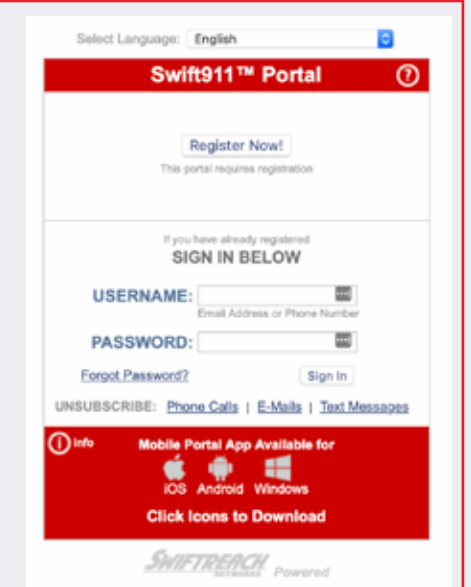 Select Language: English
Swift911™ Portal ?
Register Now!
This portal requires registration
If you have already registered
SIGN IN BELOW
USERNAME:
Email Address or Phone Number
PASSWORD:
Forgot Password? Sign In
UNSUBSCRIBE: Phone Calls | E-Mails | Text Messages
i Info Mobile Portal App Available for
iOS Android Windows
Click Icons to Download
SWIFTREACH
NETWORKS Powered